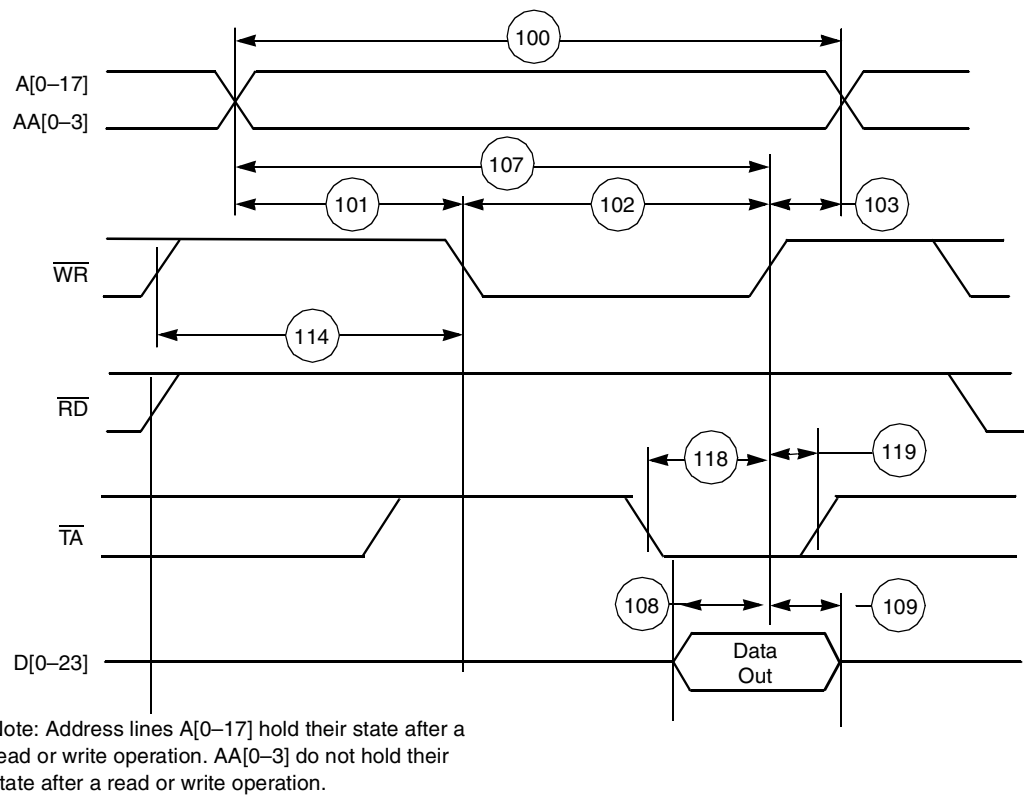 100
A[0–17]
AA[0–3]
107
101
102
103
WR
114
RD
118
119
TA
108
109
D[0–23]
Data
Out
ote: Address lines A[0–17] hold their state after a
ead or write operation. AA[0–3] do not hold their
tate after a read or write operation.